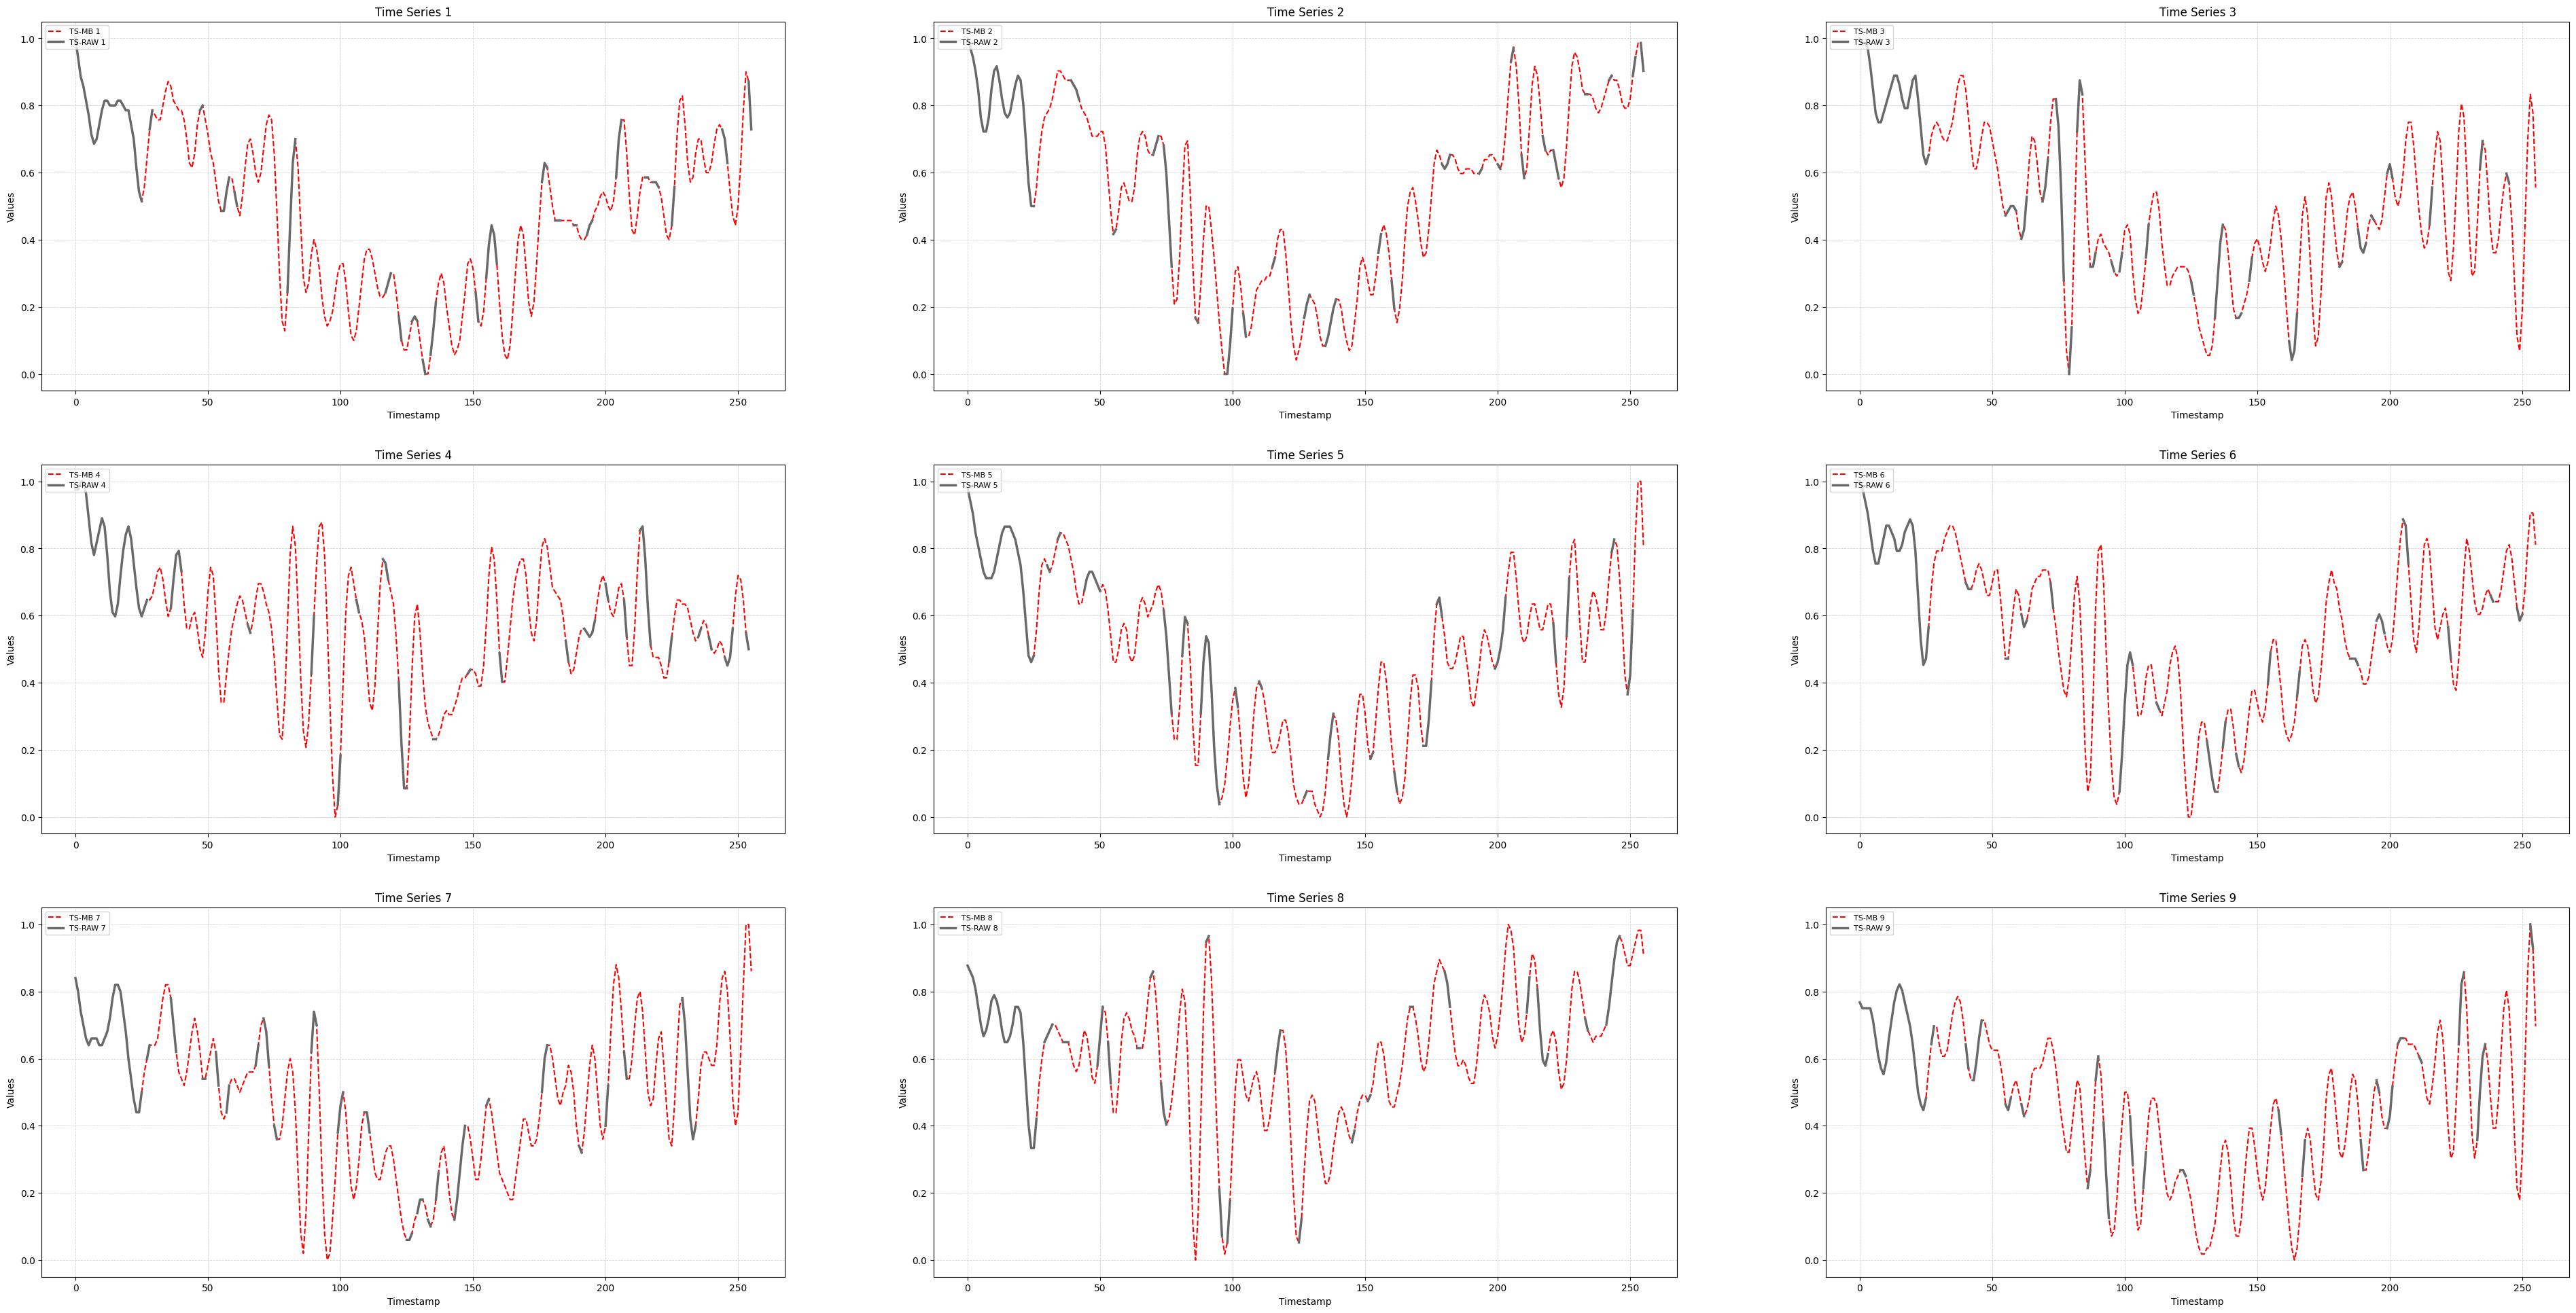 Time Series 1
TS-MB 1
TS-RAW 1
1.0
0.8
0.6
0.4
0.2
0.0
Values
0 50 100 150 200 250
Timestamp
Time Series 2
TS-MB 2
TS-RAW 2
1.0
0.8
0.6
0.4
0.2
0.0
Values
0 50 100 150 200 250
Timestamp
Time Series 3
TS-MB 3
TS-RAW 3
1.0
0.8
0.6
0.4
0.2
0.0
Values
0 50 100 150 200 250
Timestamp
Time Series 4
TS-MB 4
TS-RAW 4
1.0
0.8
0.6
0.4
0.2
0.0
Values
0 50 100 150 200 250
Timestamp
Time Series 5
TS-MB 5
TS-RAW 5
1.0
0.8
0.6
0.4
0.2
0.0
Values
0 50 100 150 200 250
Timestamp
Time Series 6
TS-MB 6
TS-RAW 6
1.0
0.8
0.6
0.4
0.2
0.0
Values
0 50 100 150 200 250
Timestamp
Time Series 7
TS-MB 7
TS-RAW 7
1.0
0.8
0.6
0.4
0.2
0.0
Values
0 50 100 150 200 250
Timestamp
Time Series 8
TS-MB 8
TS-RAW 8
1.0
0.8
0.6
0.4
0.2
0.0
Values
0 50 100 150 200 250
Timestamp
Time Series 9
TS-MB 9
TS-RAW 9
1.0
0.8
0.6
0.4
0.2
0.0
Values
0 50 100 150 200 250
Timestamp